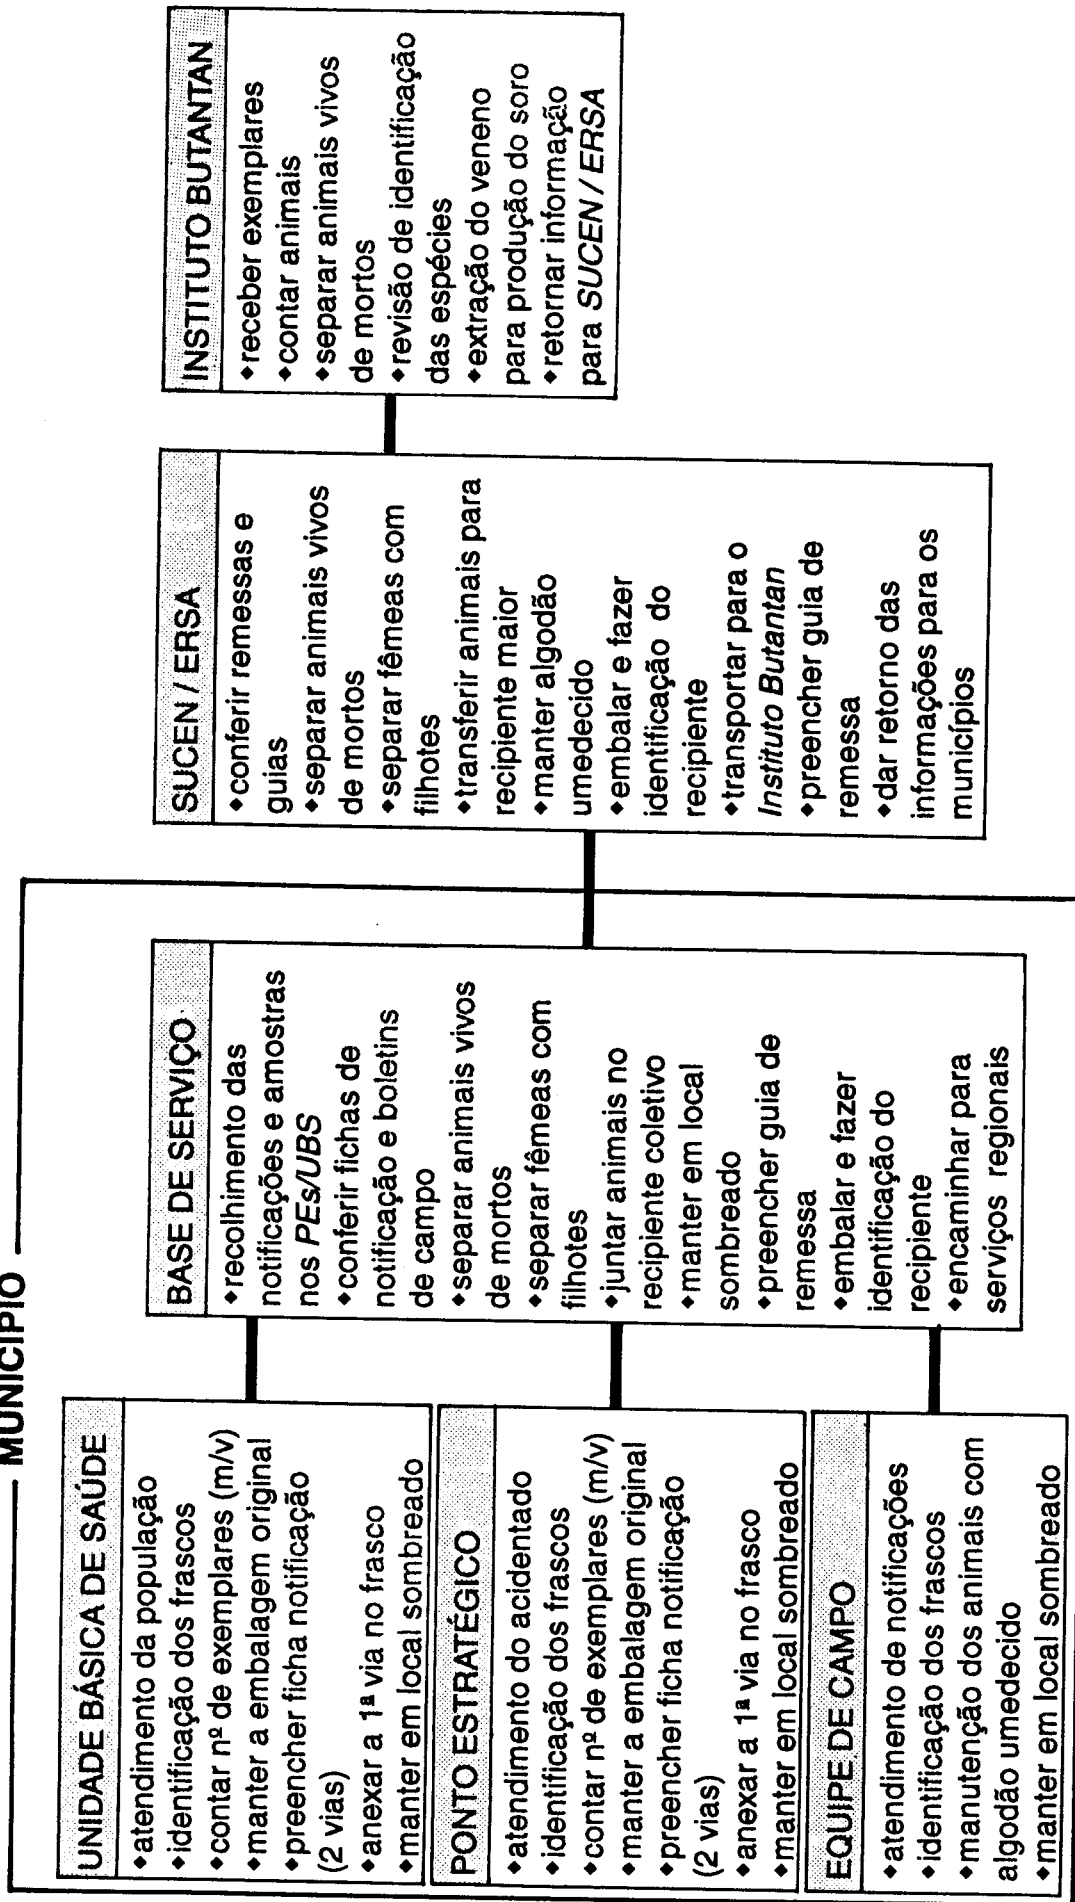 MUNICÍPIO
UNIDADE BÁSICA DE SAÚDE
◆atendimento da população
◆identificação dos frascos
◆contar nº de exemplares (m/v)
◆manter a embalagem original
◆preencher ficha notificação
(2 vias)
◆anexar a 1ª via no frasco
◆manter em local sombreado
PONTO ESTRATÉGICO
◆atendimento do acidentado
◆identificação dos frascos
◆contar nº de exemplares (m/v)
◆manter a embalagem original
◆preencher ficha notificação
(2 vias)
◆anexar a 1ª via no frasco
◆manter em local sombreado
EQUIPE DE CAMPO
◆atendimento de notificações
◆identificação dos frascos
◆manutenção dos animais com
algodão umedecido
◆manter em local sombreado
BASE DE SERVIÇO
◆recolhimento das
notificações e amostras
nos PEs/UBS
◆conferir fichas de
notificação e boletins
de campo
◆separar animais vivos
de mortos
◆separar fêmeas com
filhotes
◆juntar animais no
recipiente coletivo
◆manter em local
sombreado
◆preencher guia de
remessa
◆embalar e fazer
identificação do
recipiente
◆encaminhar para
serviços regionais
SUCEN / ERSA
◆conferir remessas e
guias
◆separar animais vivos
de mortos
◆separar fêmeas com
filhotes
◆transferir animais para
recipiente maior
◆manter algodão
umedecido
◆embalar e fazer
identificação do
recipiente
◆transportar para o
Instituto Butantan
◆preencher guia de
remessa
◆dar retorno das
informações para os
municípios
INSTITUTO BUTANTAN
◆receber exemplares
◆contar animais
◆separar animais vivos
de mortos
◆revisão de identificação
das espécies
◆extração do veneno
para produção do soro
◆retornar informação
para SUCEN / ERSA